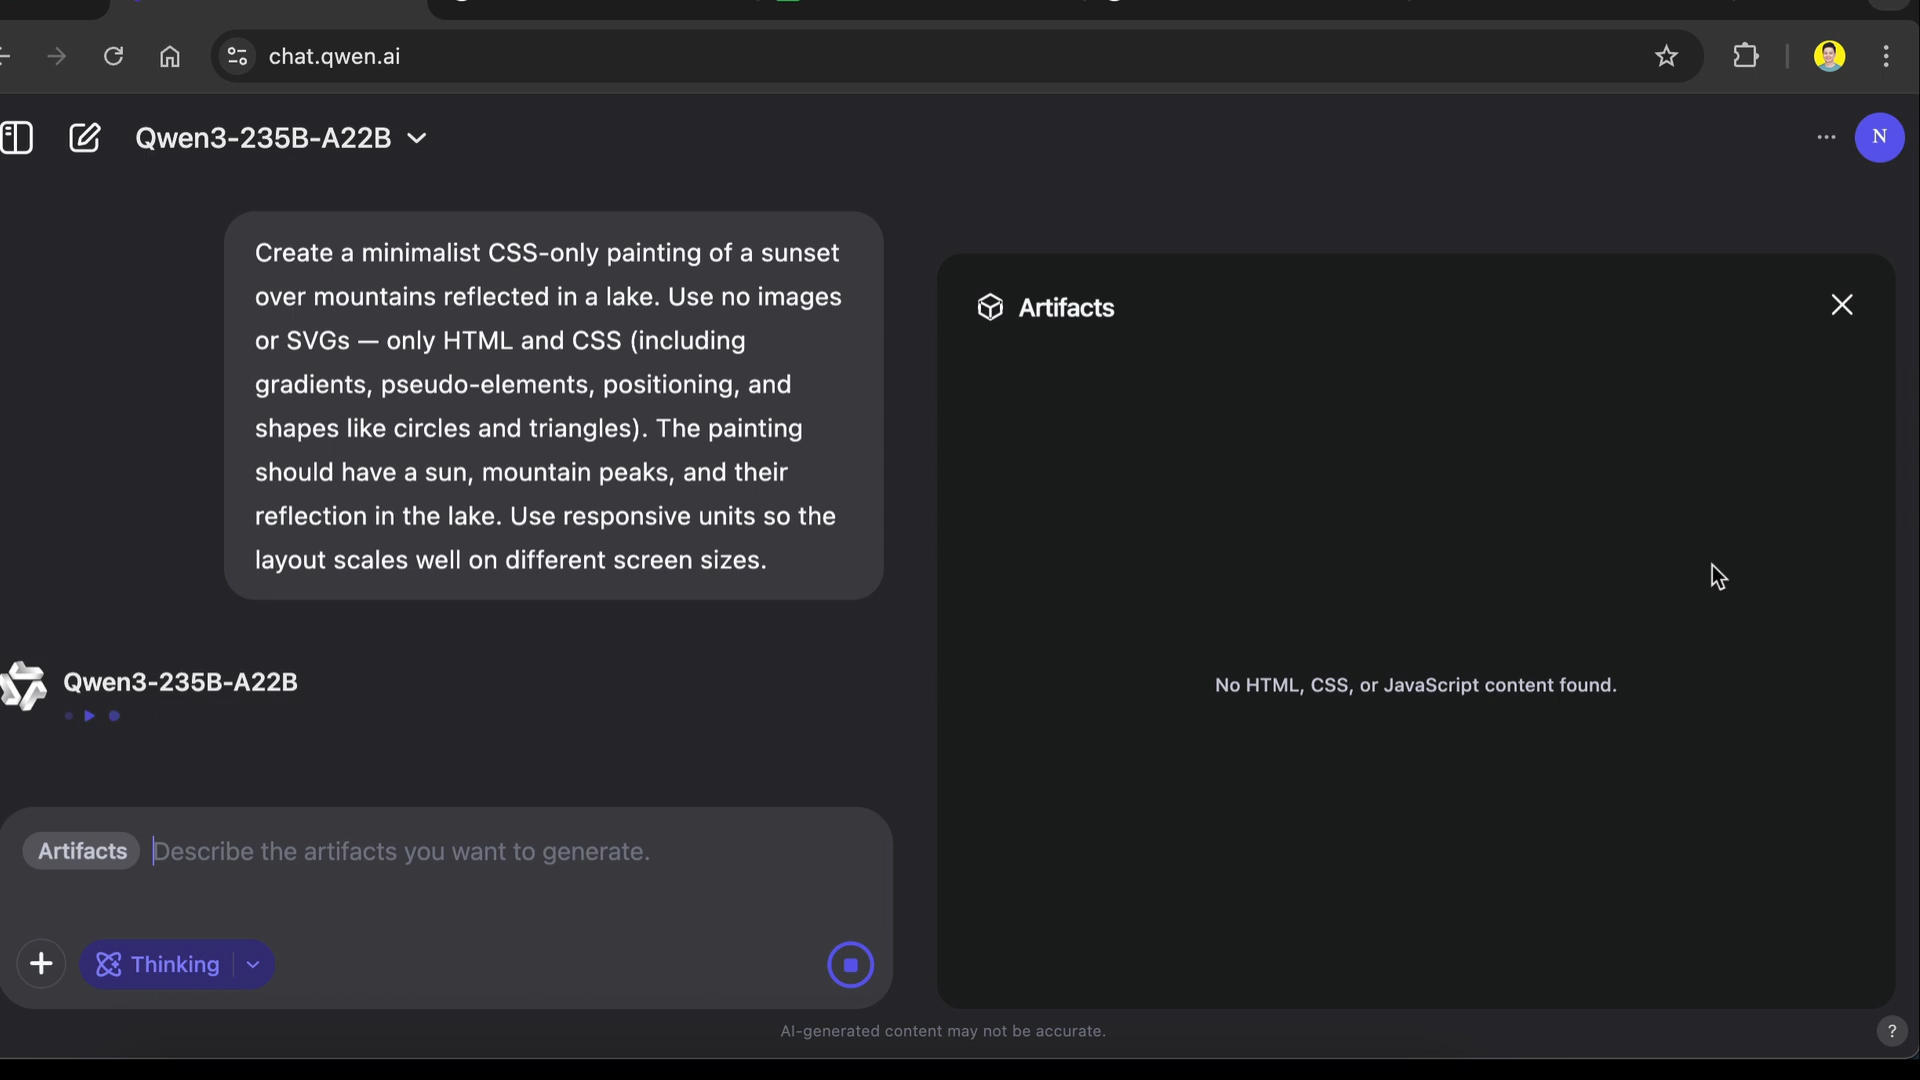 chat.qwen.ai
Qwen3-235B-A22B
N
Create a minimalist CSS-only painting of a sunset
over mountains reflected in a lake. Use no images
or SVGs — only HTML and CSS (including
gradients, pseudo-elements, positioning, and
shapes like circles and triangles). The painting
should have a sun, mountain peaks, and their
reflection in the lake. Use responsive units so the
layout scales well on different screen sizes.
Artifacts
No HTML, CSS, or JavaScript content found.
Qwen3-235B-A22B
Artifacts Describe the artifacts you want to generate.
Thinking
AI-generated content may not be accurate.
?